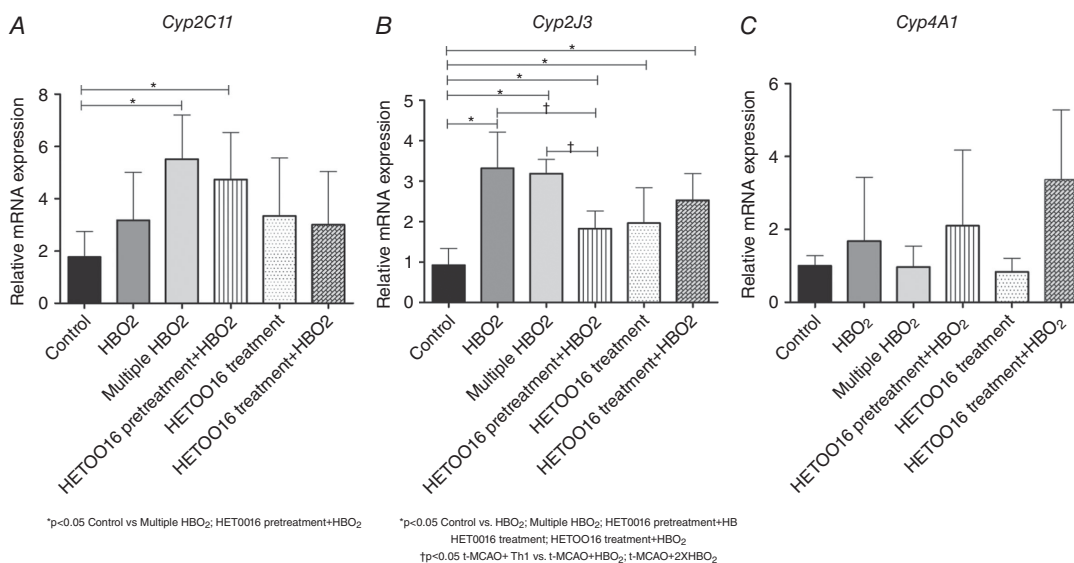 A
Cyp2C11
Relative mRNA expression
8
6
4
2
0
*
*
Control
HBO2
Multiple HBO2
HETOO16 pretreatment+HBO2
HETOO16 treatment
HETOO16 treatment+HBO2
*p<0.05 Control vs Multiple HBO2; HET0016 pretreatment+HBO2
B
Cyp2J3
Relative mRNA expression
5
4
3
2
1
0
*
*
*
*
†
*
†
Control
HBO2
Multiple HBO2
HETOO16 pretreatment+HBO2
HETOO16 treatment
HETOO16 treatment+HBO2
*p<0.05 Control vs. HBO2; Multiple HBO2; HET0016 pretreatment+HB
HET0016 treatment; HETOO16 treatment+HBO2
†p<0.05 t-MCAO+ Th1 vs. t-MCAO+HBO2; t-MCAO+2XHBO2
C
Cyp4A1
Relative mRNA expression
6
4
2
0
Control
HBO2
Multiple HBO2
HETOO16 pretreatment+HBO2
HETOO16 treatment
HETOO16 treatment+HBO2